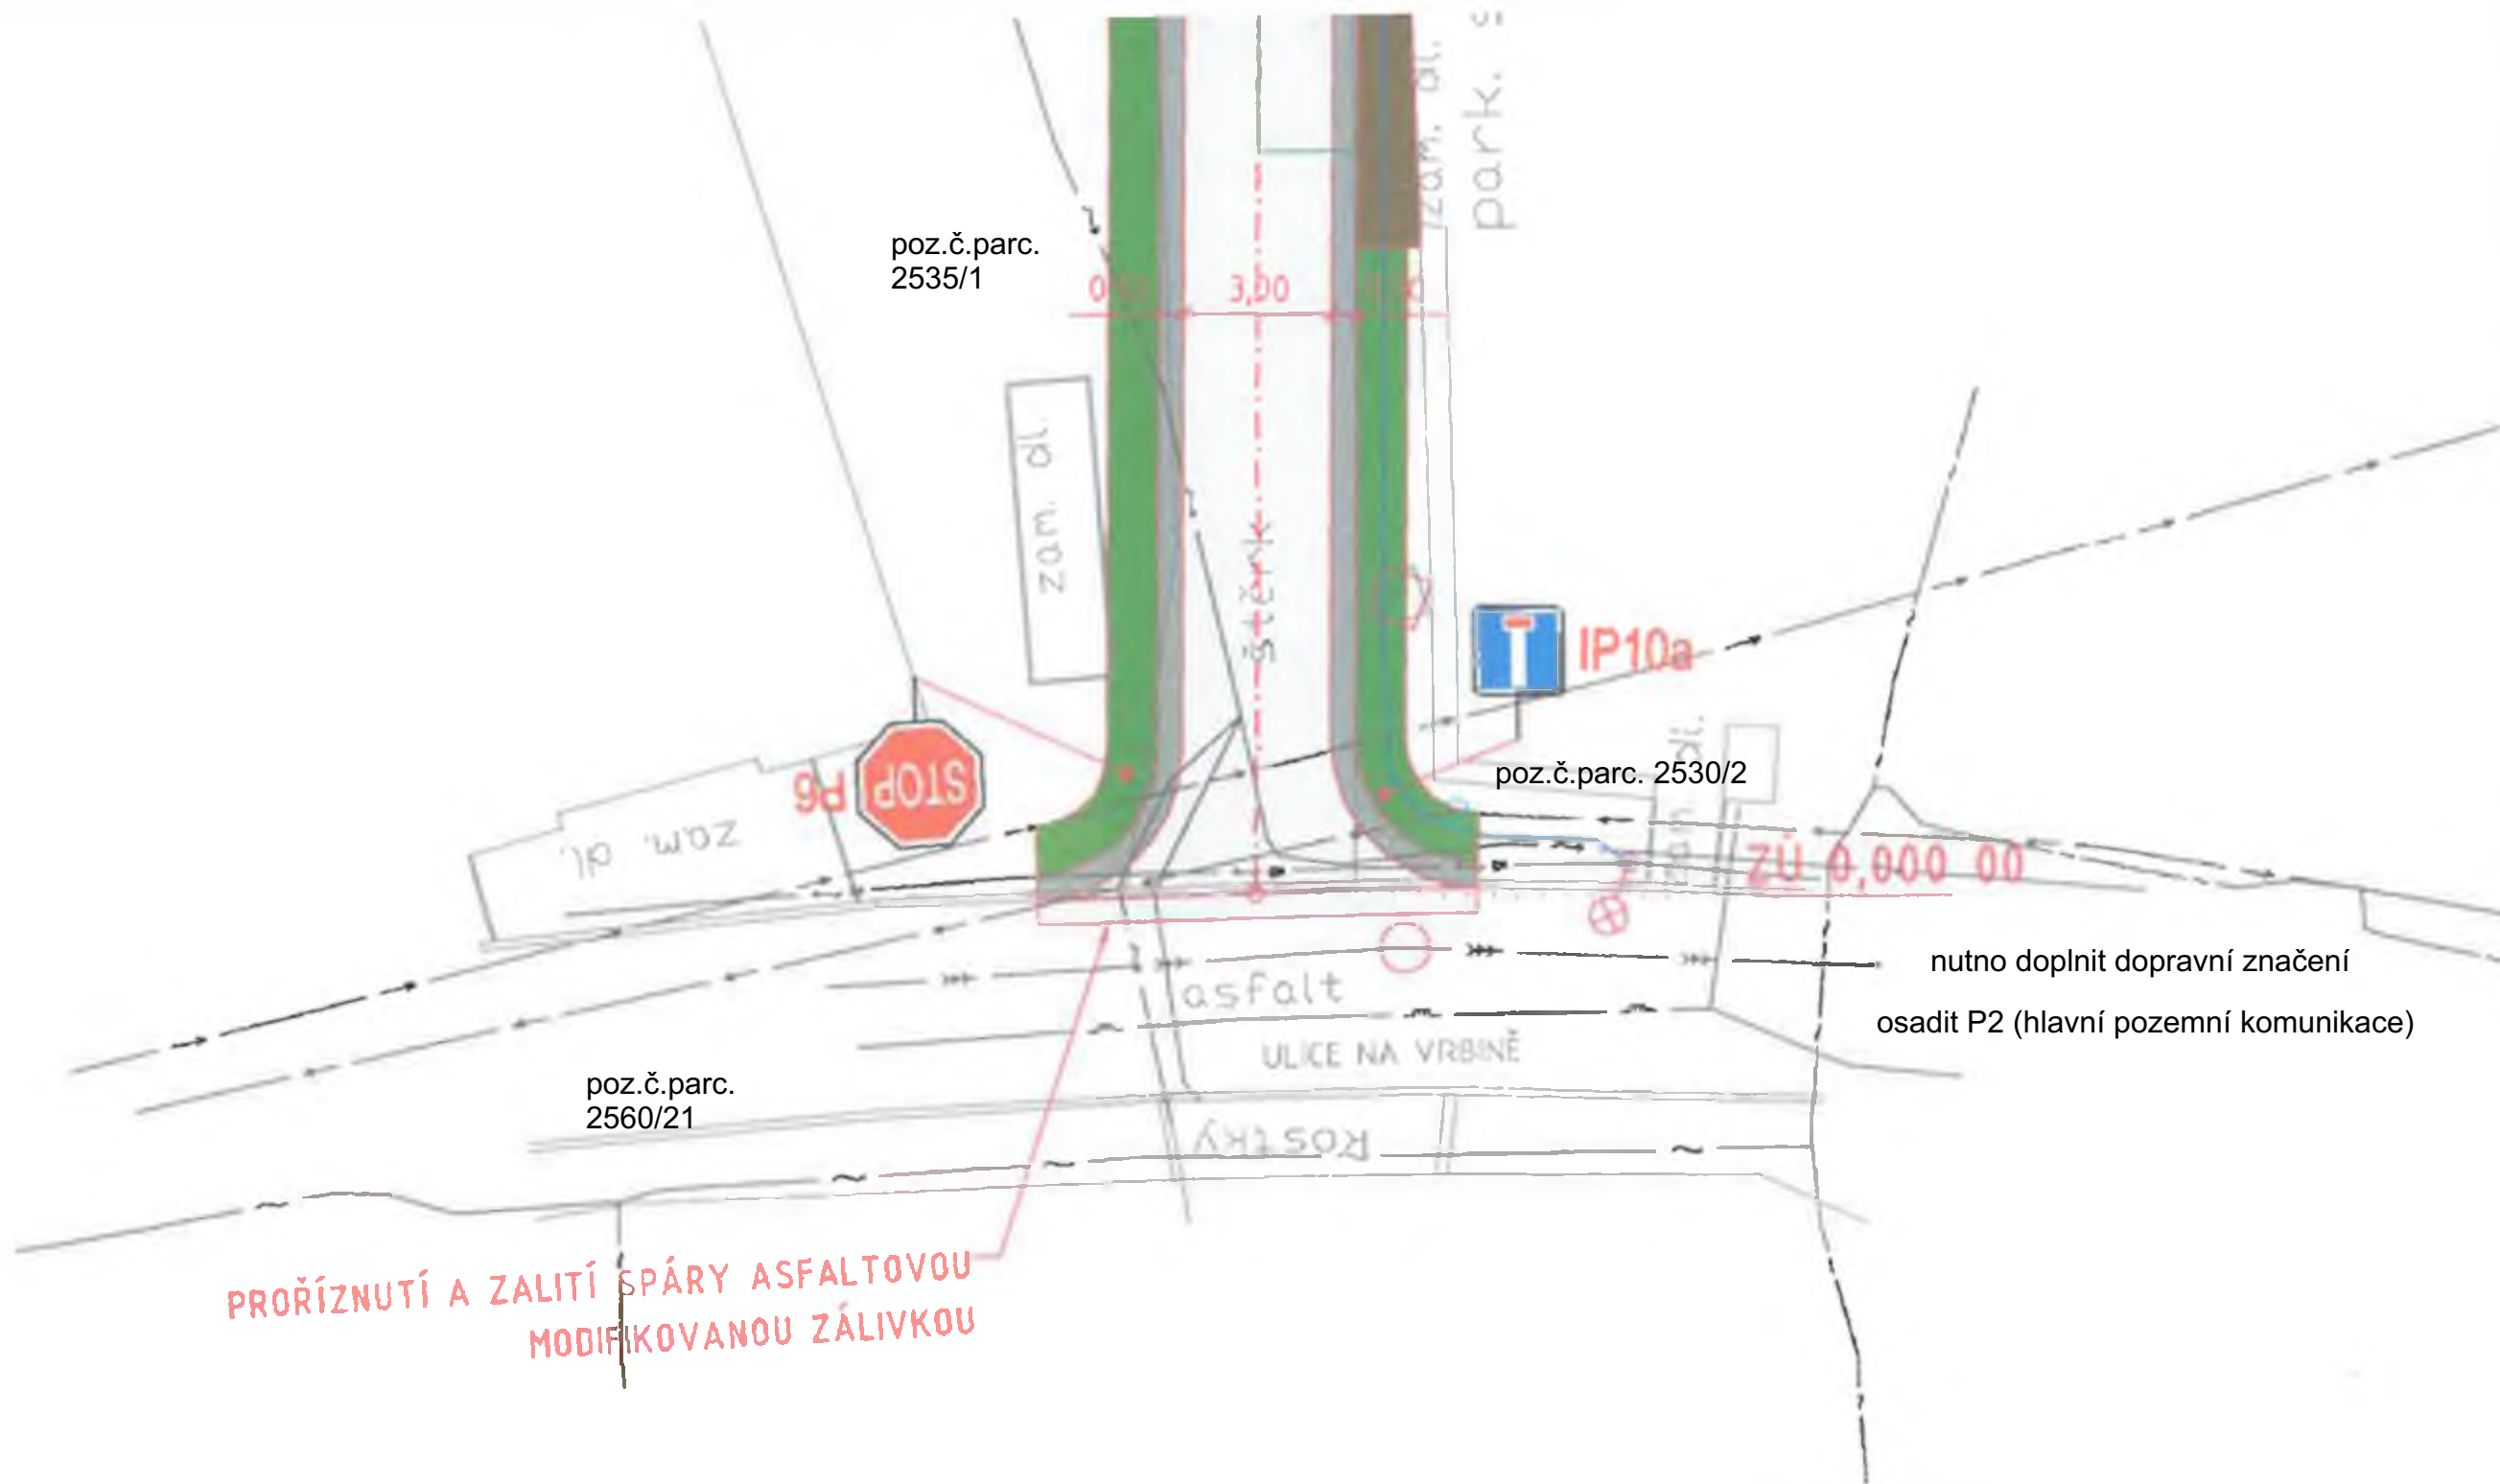 zam. dl.
park. s
poz.č.parc.
2535/1
3,00
zam. dl.
štěrk
IP10a
P6
STOP
poz.č.parc. 2530/2
zam. dl.
zam. dl.
ZÚ 0,000 00
nutno doplnit dopravní značení
asfalt
osadit P2 (hlavní pozemní komunikace)
ULICE NA VRBINĚ
poz.č.parc.
2560/21
Kostky
PROŘÍZNUTÍ A ZALITÍ SPÁRY ASFALTOVOU
MODIFIKOVANOU ZÁLIVKOU